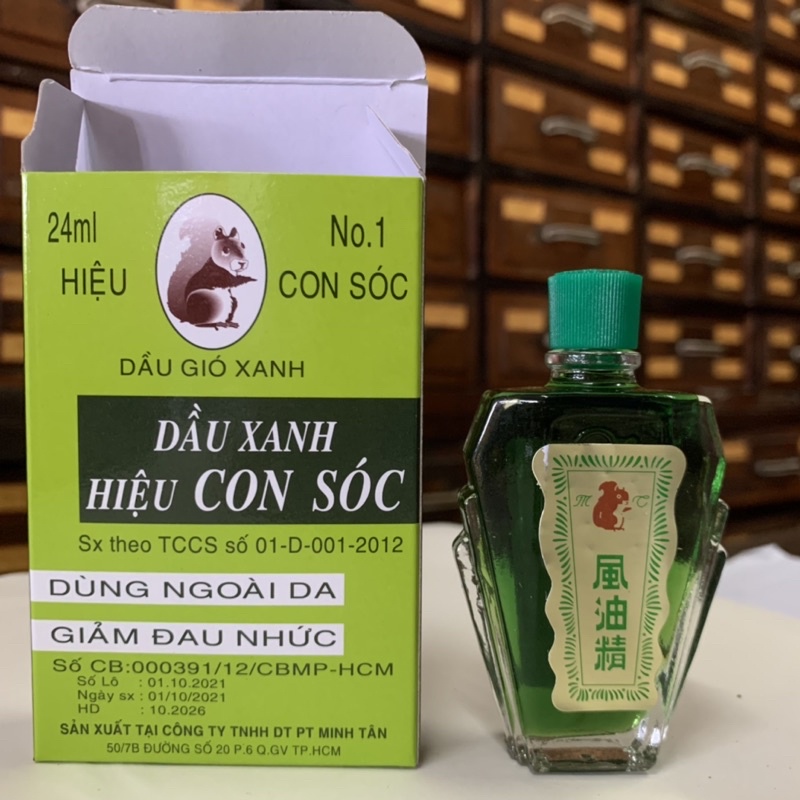 24ml
No.1
HIỆU
CON SÓC
DẦU GIÓ XANH
DẦU XANH
HIỆU CON SÓC
Sx theo TCCS số 01-D-001-2012
DÙNG NGOÀI DA
GIẢM ĐAU NHỨC
Số CB:000391/12/CBMP-HCM
Số Lô : 01.10.2021
Ngày sx : 01/10/2021
HD : 10.2026
SẢN XUẤT TẠI CÔNG TY TNHH DT PT MINH TÂN
50/7B ĐƯỜNG SỐ 20 P.6 Q.GV TP.HCM
M T
風油精